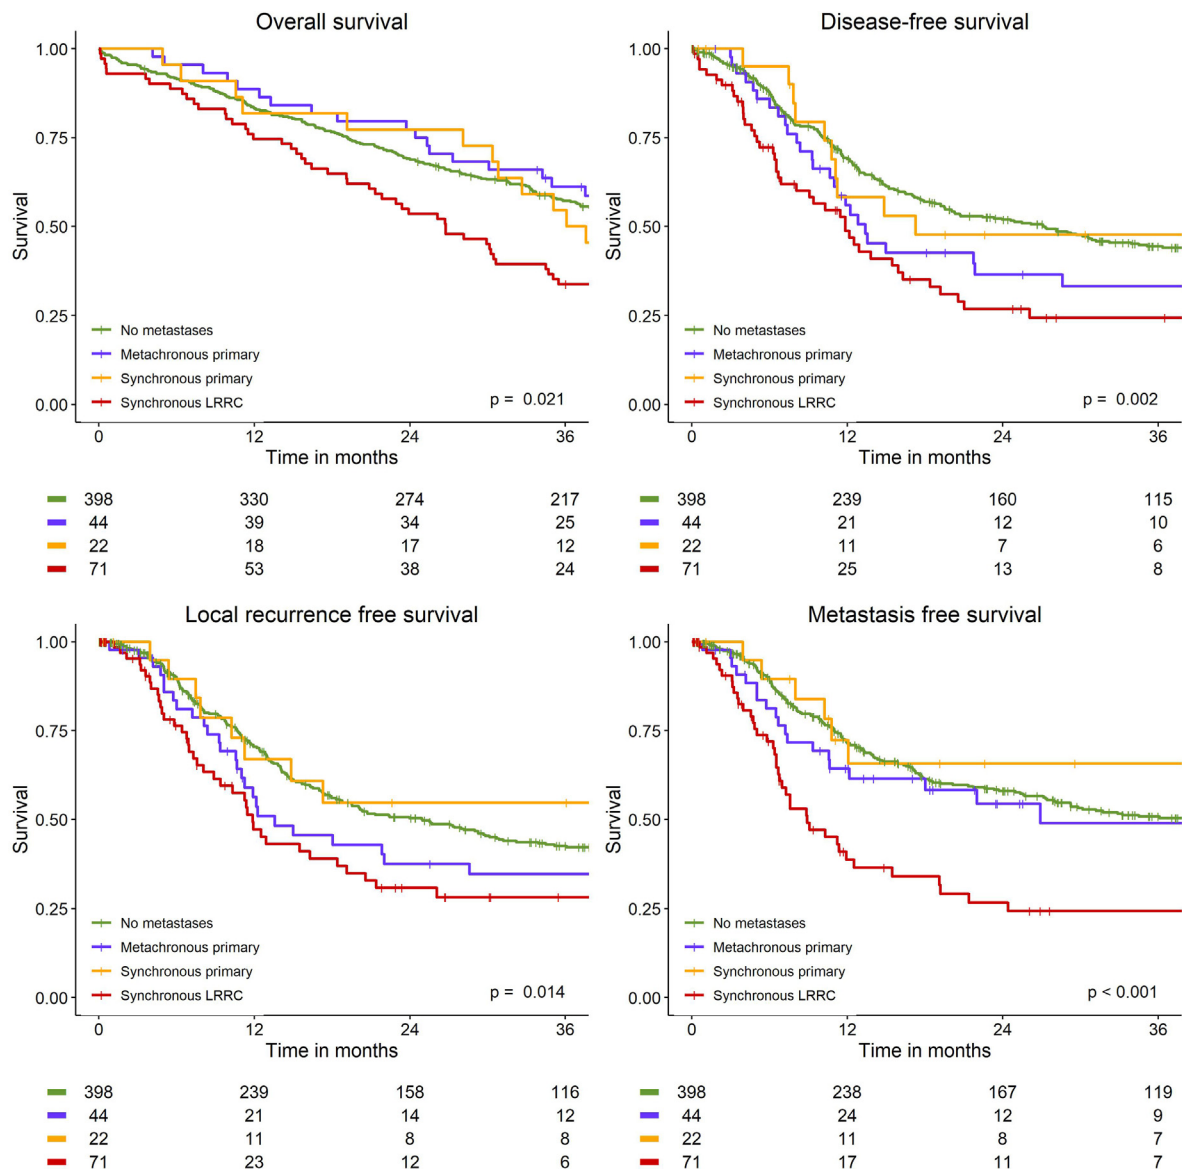 Overall survival
Survival
1.00
0.75
0.50
0.25
0.00
No metastases
Metachronous primary
Synchronous primary
Synchronous LRRC
p = 0.021
0 12 24 36
Time in months
398 330 274 217
44 39 34 25
22 18 17 12
71 53 38 24
Disease-free survival
Survival
1.00
0.75
0.50
0.25
0.00
No metastases
Metachronous primary
Synchronous primary
Synchronous LRRC
p = 0.002
0 12 24 36
Time in months
398 239 160 115
44 21 12 10
22 11 7 6
71 25 13 8
Local recurrence free survival
Survival
1.00
0.75
0.50
0.25
0.00
No metastases
Metachronous primary
Synchronous primary
Synchronous LRRC
p = 0.014
0 12 24 36
Time in months
398 239 158 116
44 21 14 12
22 11 8 8
71 23 12 6
Metastasis free survival
Survival
1.00
0.75
0.50
0.25
0.00
No metastases
Metachronous primary
Synchronous primary
Synchronous LRRC
p < 0.001
0 12 24 36
Time in months
398 238 167 119
44 24 12 9
22 11 8 7
71 17 11 7